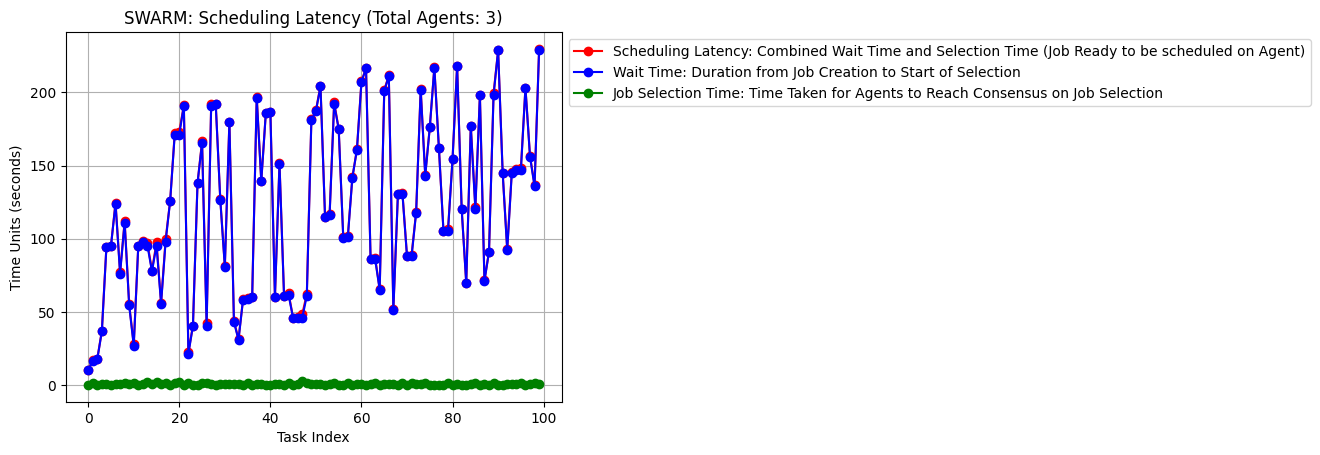 SWARM: Scheduling Latency (Total Agents: 3)
Scheduling Latency: Combined Wait Time and Selection Time (Job Ready to be scheduled on Agent)
Wait Time: Duration from Job Creation to Start of Selection
Job Selection Time: Time Taken for Agents to Reach Consensus on Job Selection
Time Units (seconds)
200
150
100
50
0
0 20 40 60 80 100
Task Index